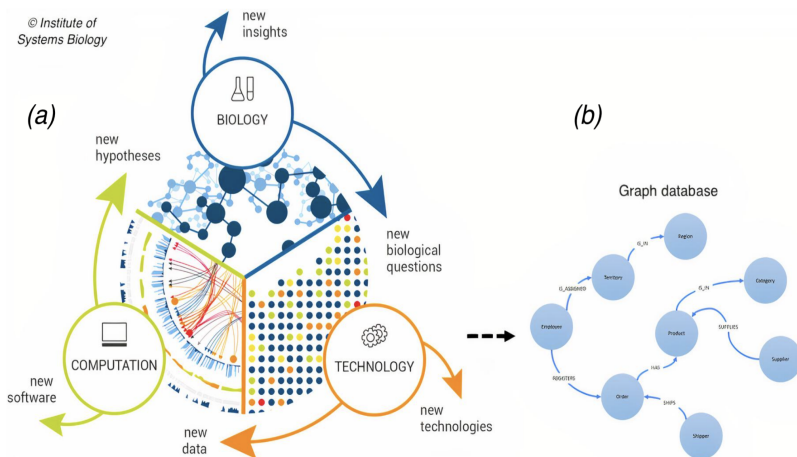 © Institute of
Systems Biology
(a)
new
insights
BIOLOGY
new
hypotheses
new
biological
questions
COMPUTATION
new
software
TECHNOLOGY
new
technologies
new
data
(b)
Graph database
Region
IS_IN
Territory
IS_ASSIGNED
Employee
REGISTERS
Order
HAS
Product
IS_IN
Category
SUPPLIES
Supplier
SHIPS
Shipper